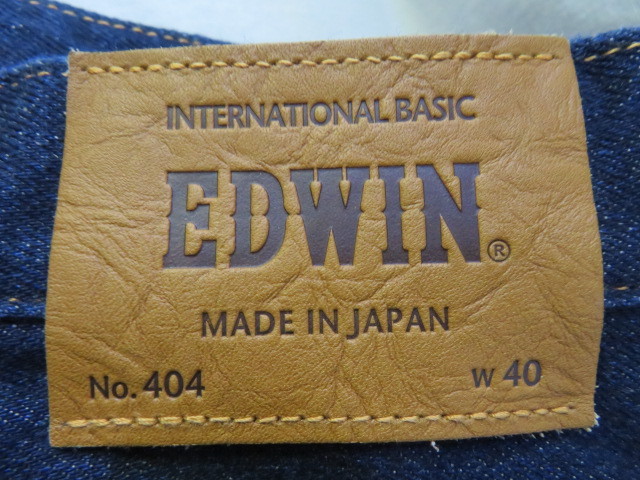 INTERNATIONAL BASIC
EDWIN®
MADE IN JAPAN
No. 404 W 40